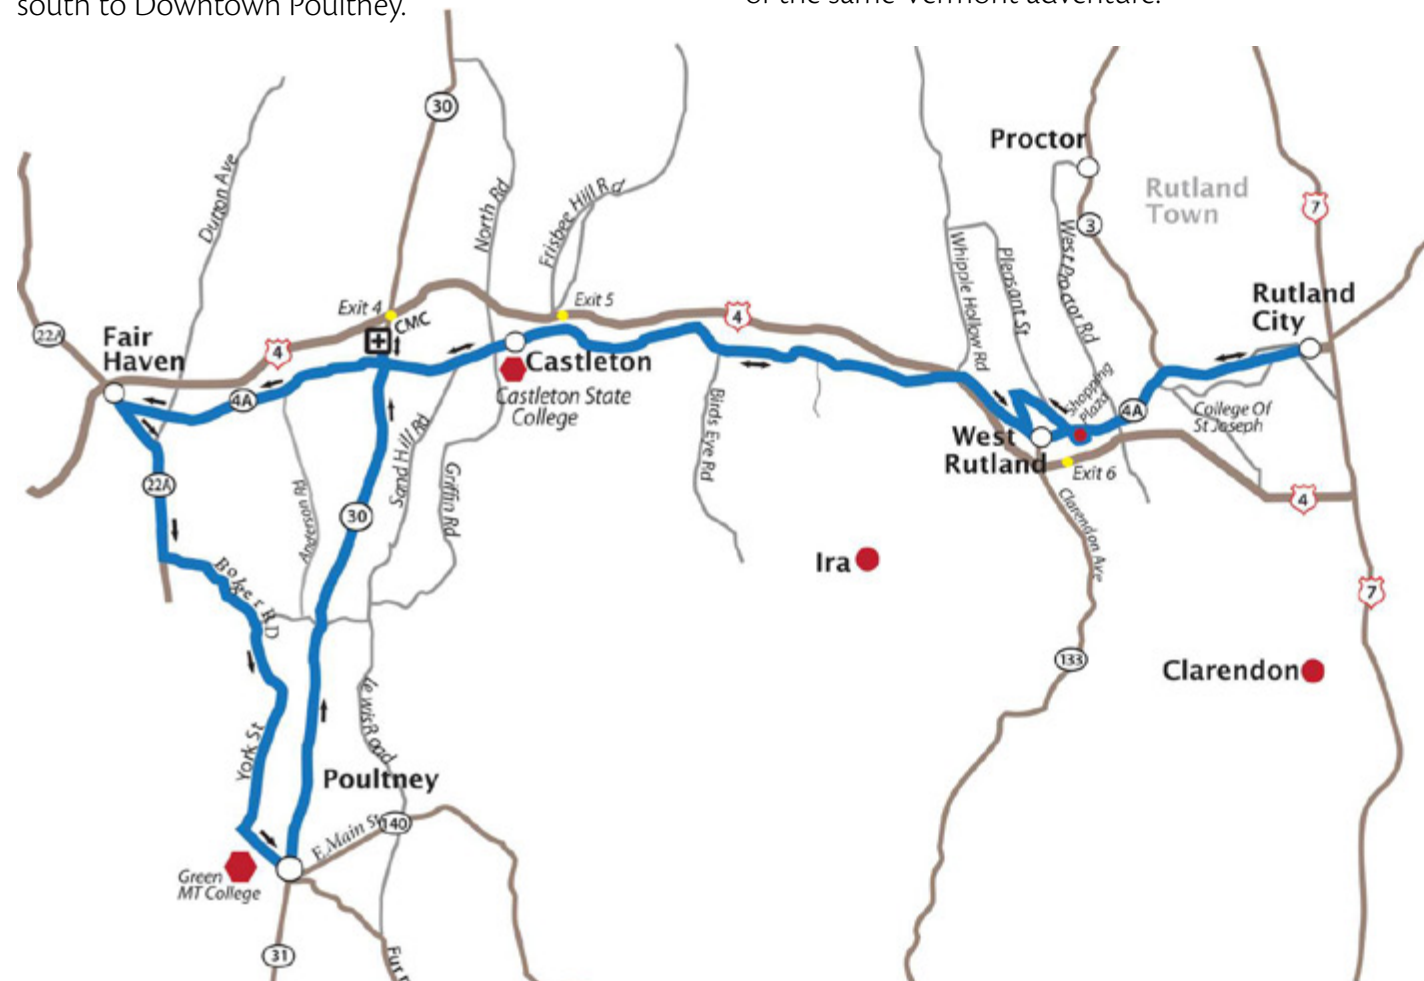 south to Downtown Poultney.
of the same Vermont adventure.
30
Proctor
Rutland
Town
7
3
Dutton Ave
North Rd
Frisbee Hill Rd
West Proctor Rd
Whipple Hollow Rd
Pleasant St
Exit 4
Exit 5
CMC
4
4
22A
Fair
Haven
Rutland
City
Castleton
Castleton State
College
4A
Shopping
Plaza
4A
College Of
St Joseph
West
Rutland
Exit 6
4
Birds Eye Rd
Sand Hill Rd
Griffin Rd
Anderson Rd
22A
30
Clarendon Ave
Ira
7
Boker RD
133
Clarendon
Lewis Road
York St
Poultney
E. Main St
140
Green
MT College
31